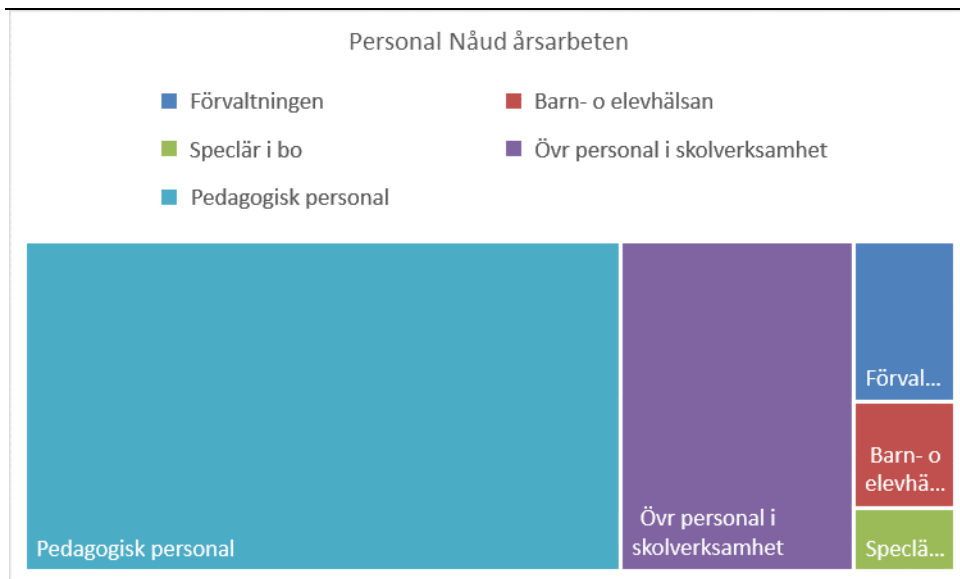 Personal Nåud årsarbeten
Förvaltningen
Barn- o elevhälsan
Speclär i bo
Övr personal i skolverksamhet
Pedagogisk personal
Pedagogisk personal
Övr personal i
skolverksamhet
Förval...
Barn- o
elevhä...
Speclä...